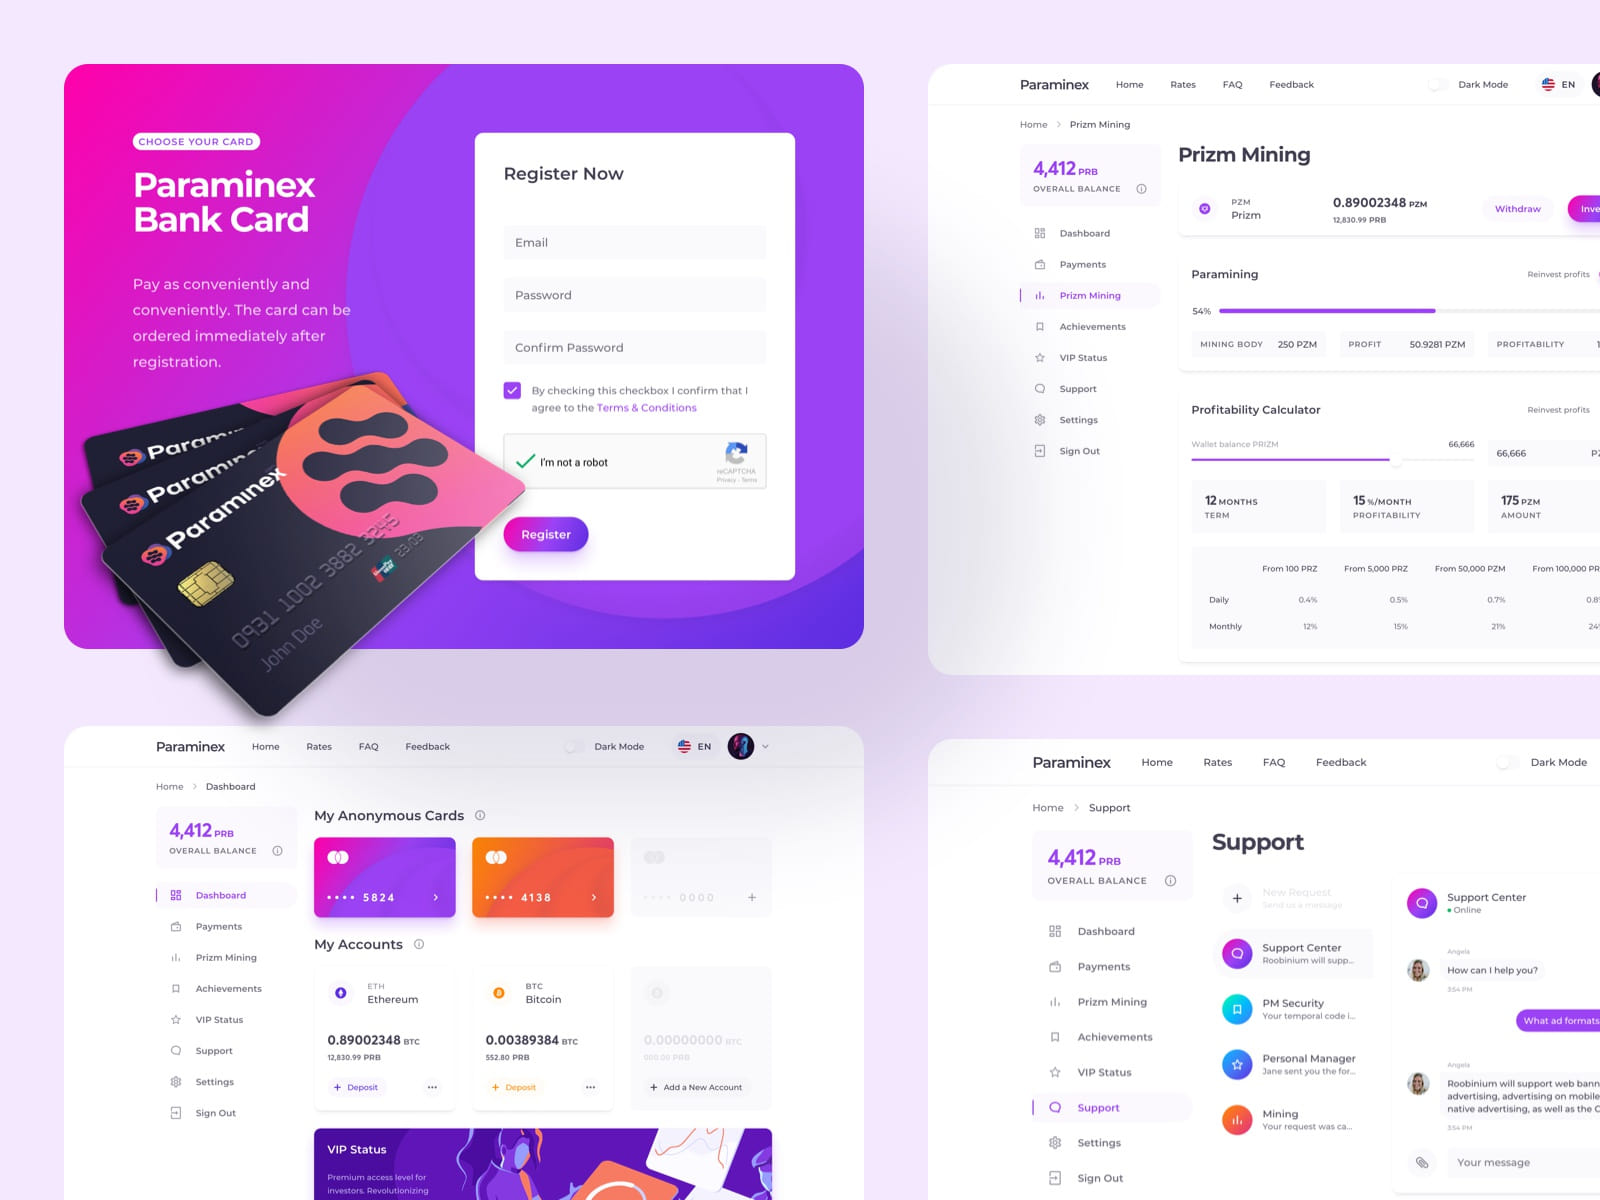 CHOOSE YOUR CARD
Paraminex
Bank Card
Pay as conveniently and
conveniently. The card can be
ordered immediately after
registration.
Register Now
Email
Password
Confirm Password
By checking this checkbox I confirm that I
agree to the Terms & Conditions
I'm not a robot
reCAPTCHA
Privacy - Terms
Register
Paramin
Paramine
Paraminex
0931 1002 3882 3245
23/03
John Doe
Paraminex Home Rates FAQ Feedback Dark Mode EN
Home > Prizm Mining
4,412 PRB
OVERALL BALANCE
Dashboard
Payments
Prizm Mining
Achievements
VIP Status
Support
Settings
Sign Out
Prizm Mining
PZM
Prizm
0.89002348 PZM
12,830.99 PRB
Withdraw
Inve
Paramining
Reinvest profits
54%
MINING BODY 250 PZM
PROFIT 50.9281 PZM
PROFITABILITY 1
Profitability Calculator
Reinvest profits
Wallet balance PRIZM 66,666
66,666 PZ
12 MONTHS
TERM
15 %/MONTH
PROFITABILITY
175 PZM
AMOUNT
From 100 PRZ From 5,000 PRZ From 50,000 PZM From 100,000 PR
Daily 0.4% 0.5% 0.7% 0.8%
Monthly 12% 15% 21% 24%
Paraminex Home Rates FAQ Feedback Dark Mode EN
Home > Dashboard
4,412 PRB
OVERALL BALANCE
Dashboard
Payments
Prizm Mining
Achievements
VIP Status
Support
Settings
Sign Out
My Anonymous Cards
•••• 5824
•••• 4138
•••• 0000 +
My Accounts
ETH
Ethereum
0.89002348 BTC
12,830.99 PRB
+ Deposit
BTC
Bitcoin
0.00389384 BTC
552.80 PRB
+ Deposit
0.00000000 BTC
000.00 PRB
+ Add a New Account
VIP Status
Premium access level for
investors. Revolutionizing
Paraminex Home Rates FAQ Feedback Dark Mode
Home > Support
4,412 PRB
OVERALL BALANCE
Dashboard
Payments
Prizm Mining
Achievements
VIP Status
Support
Settings
Sign Out
Support
New Request
Send us a message
Support Center
Roobinium will supp...
PM Security
Your temporal code i...
Personal Manager
Jane sent you the for...
Mining
Your request was ca...
Support Center
Online
Angela
How can I help you?
3:54 PM
What ad formats
Angela
Roobinium will support web bann
advertising, advertising on mobile
native advertising, as well as the C
3:54 PM
Your message